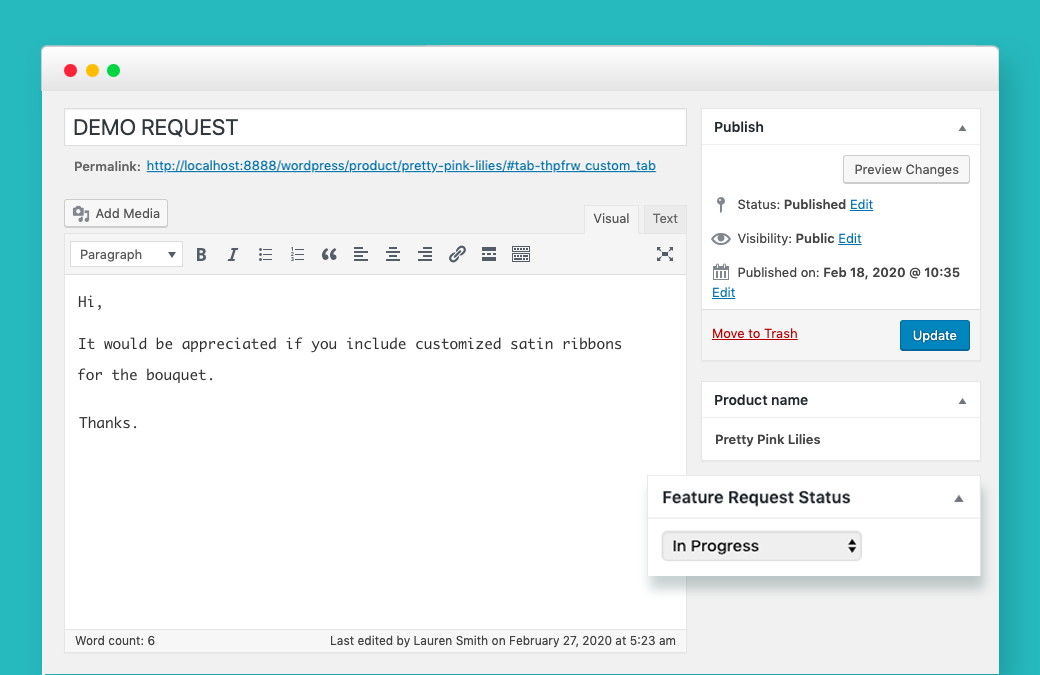 DEMO REQUEST
Permalink: http://localhost:8888/wordpress/product/pretty-pink-lilies/#tab-thpfrw_custom_tab
Add Media
Visual Text
Paragraph
Hi,
It would be appreciated if you include customized satin ribbons
for the bouquet.
Thanks.
Word count: 6 Last edited by Lauren Smith on February 27, 2020 at 5:23 am
Publish
Preview Changes
Status: Published Edit
Visibility: Public Edit
Published on: Feb 18, 2020 @ 10:35
Edit
Move to Trash Update
Product name
Pretty Pink Lilies
Feature Request Status
In Progress